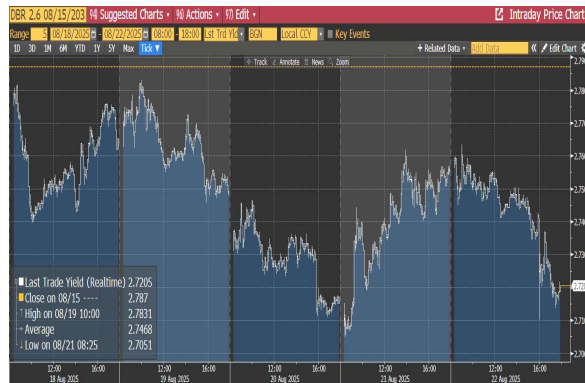 DBR 2.6 08/15/203 94) Suggested Charts 96) Actions 97) Edit Intraday Price Chart
Range 5 08/18/2025 - 08/22/2025 08:00 - 18:00 Lst Trd Yld BGN Local CCY Key Events
1D 3D 1M 6M YTD 1Y 5Y Max Tick + Related Data Add Data « Edit Chart
+ Track Annotate News Zoom
2.79
2.78
2.77
2.76
2.75
2.74
2.73
2.72
2.71
2.70
Last Trade Yield (Realtime) 2.7205
Close on 08/15 ---- 2.787
High on 08/19 10:00 2.7831
Average 2.7468
Low on 08/21 08:25 2.7051
12:00 16:00 12:00 16:00 12:00 16:00 12:00 16:00 12:00 16:00
18 Aug 2025 19 Aug 2025 20 Aug 2025 21 Aug 2025 22 Aug 2025